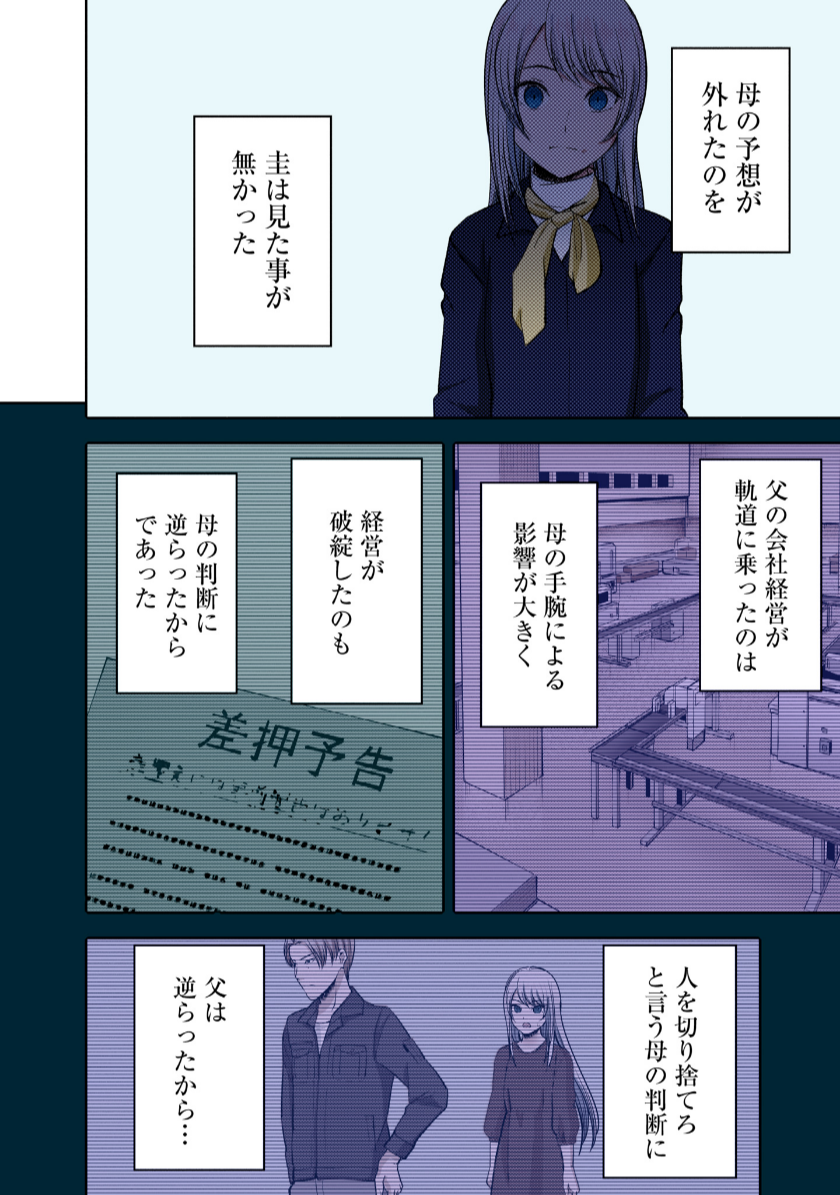 母の予想が
外れたのを
圭は見た事が
無かった
父の会社経営が
軌道に乗ったのは
母の手腕による
影響が大きく
経営が
破綻したのも
母の判断に
逆らったから
であった
差押予告
人を切り捨てろ
と言う母の判断に
父は
逆らったから…